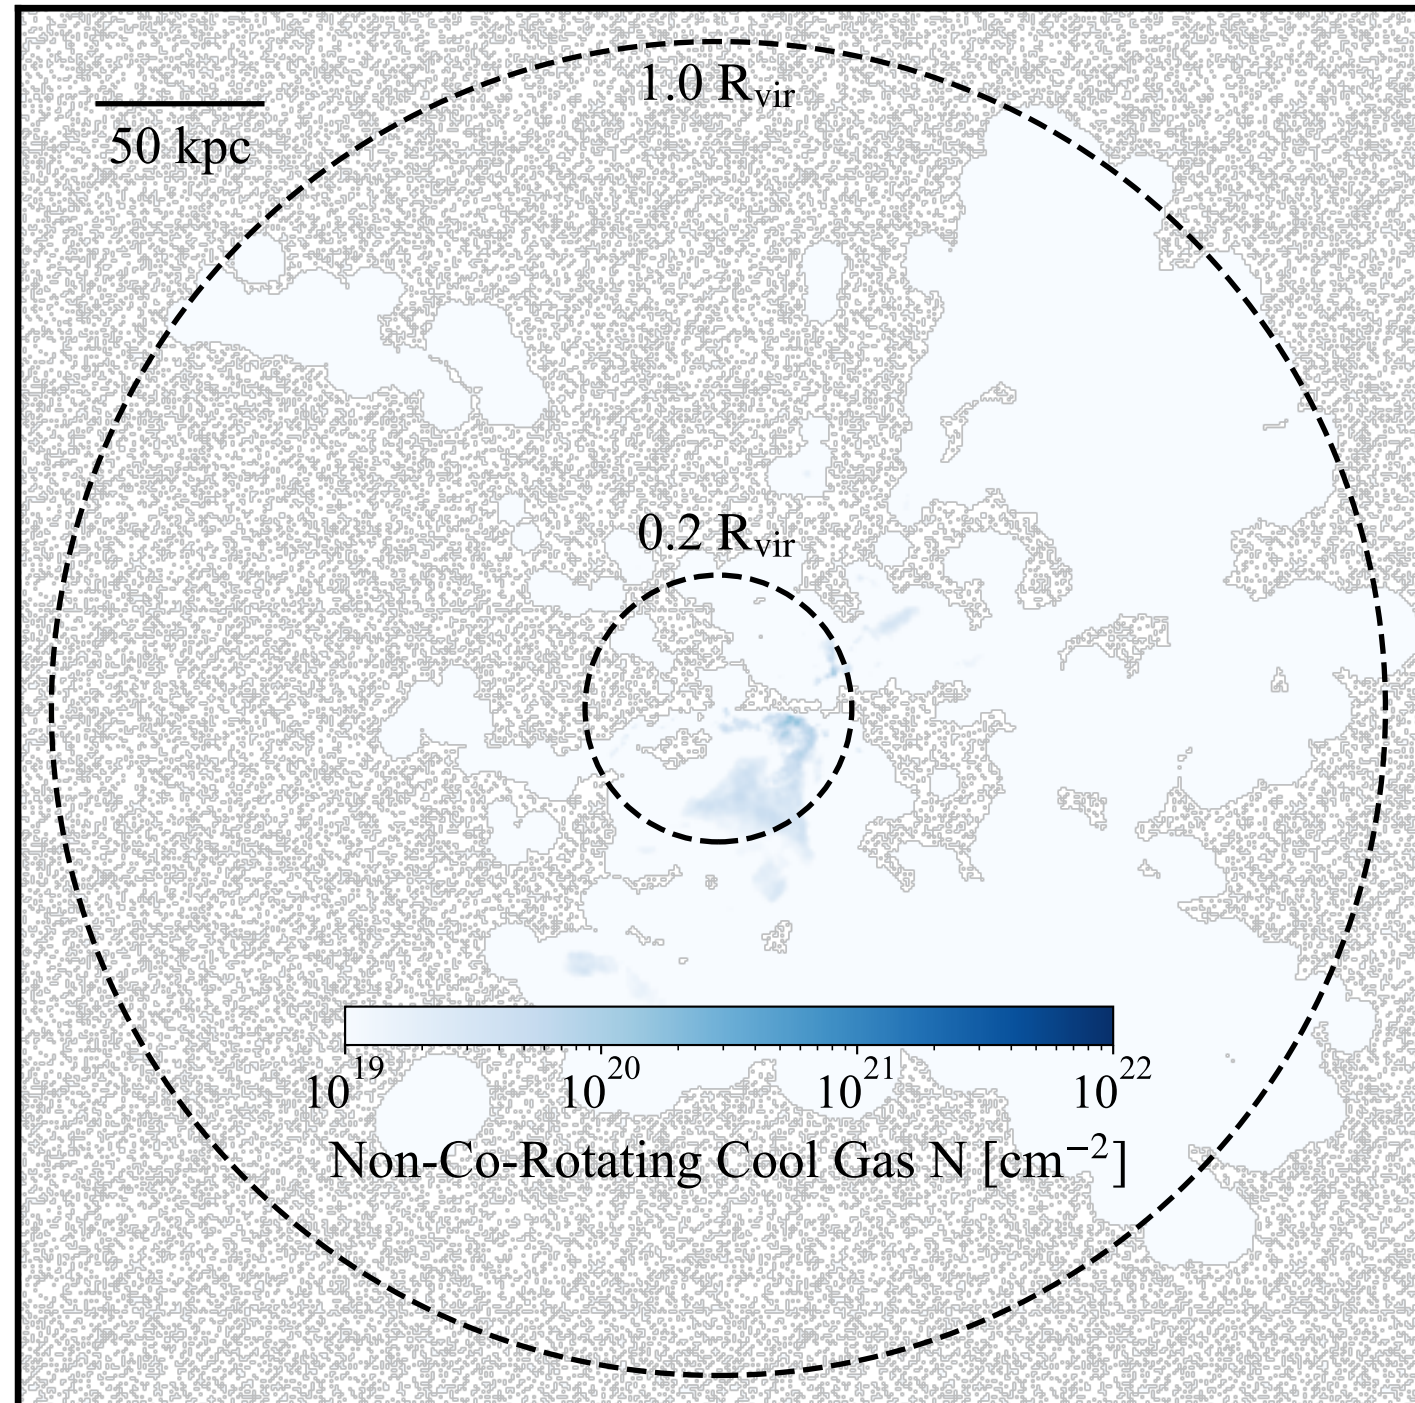 1.0 R_vir
50 kpc
0.2 R_vir
10^19 10^20 10^21 10^22
Non-Co-Rotating Cool Gas N [cm^−2]